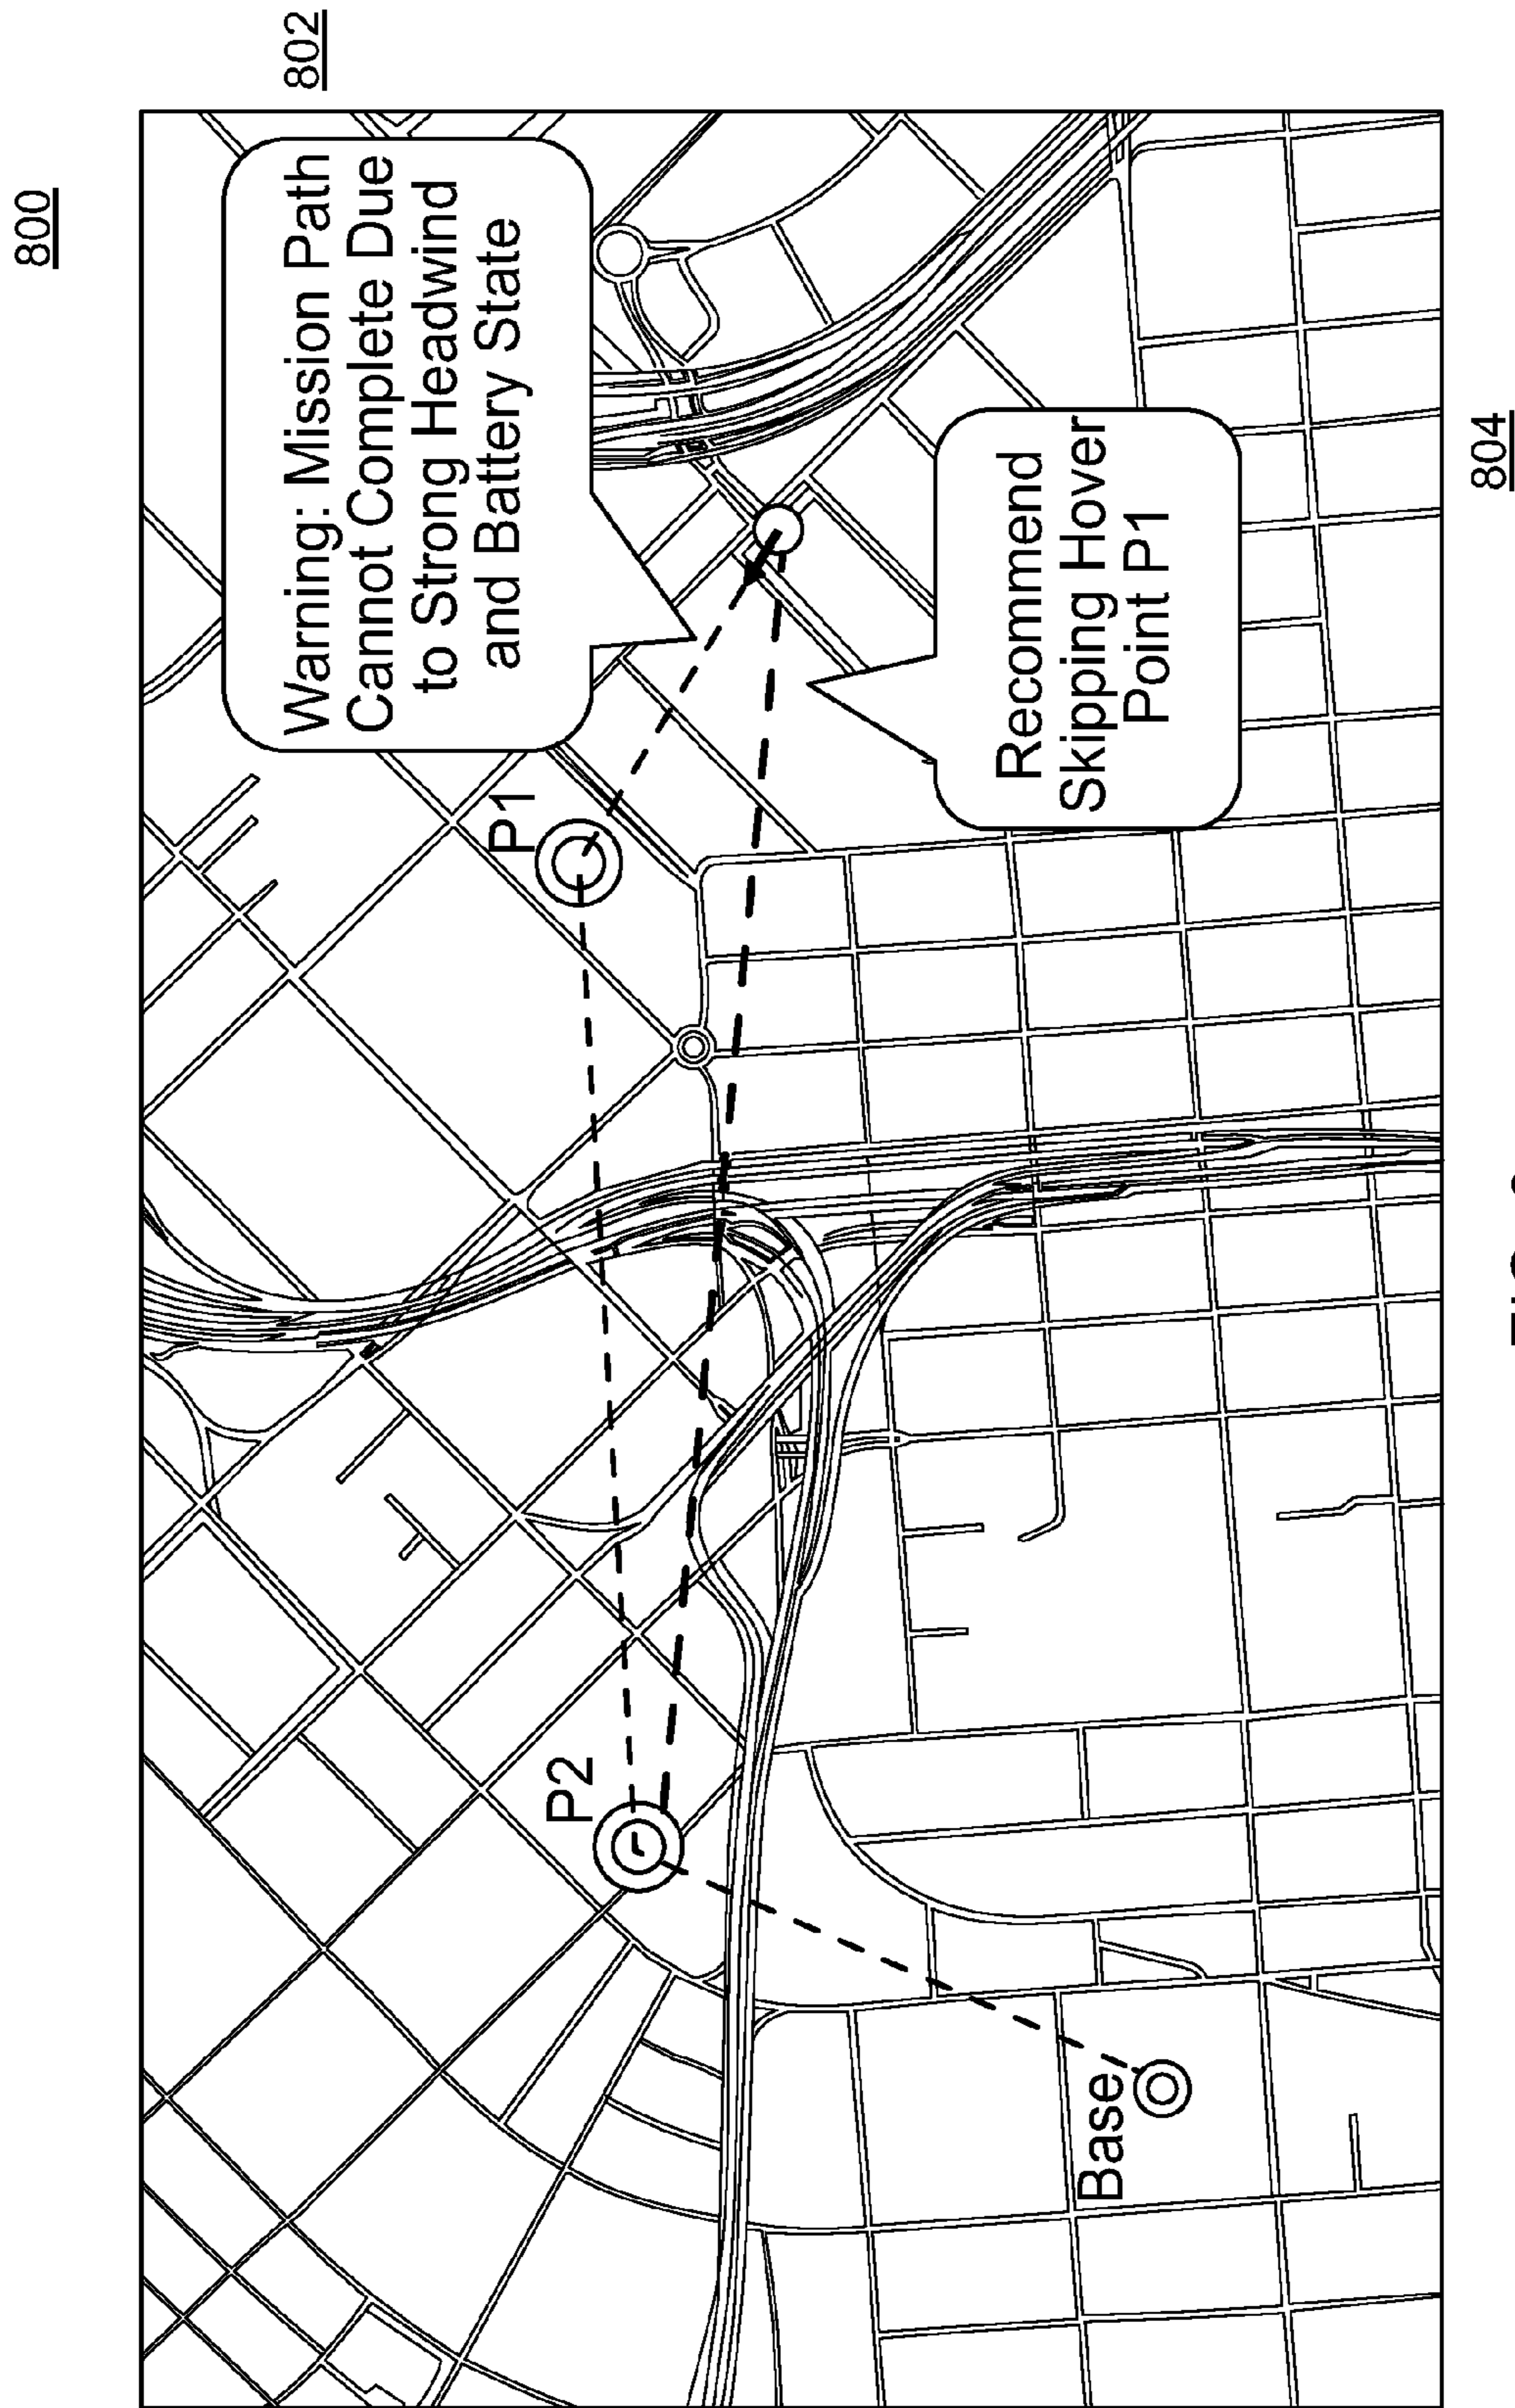 800
802
Warning: Mission Path
Cannot Complete Due
to Strong Headwind
and Battery State
P1
P2
Recommend
Skipping Hover
Point P1
Base
804